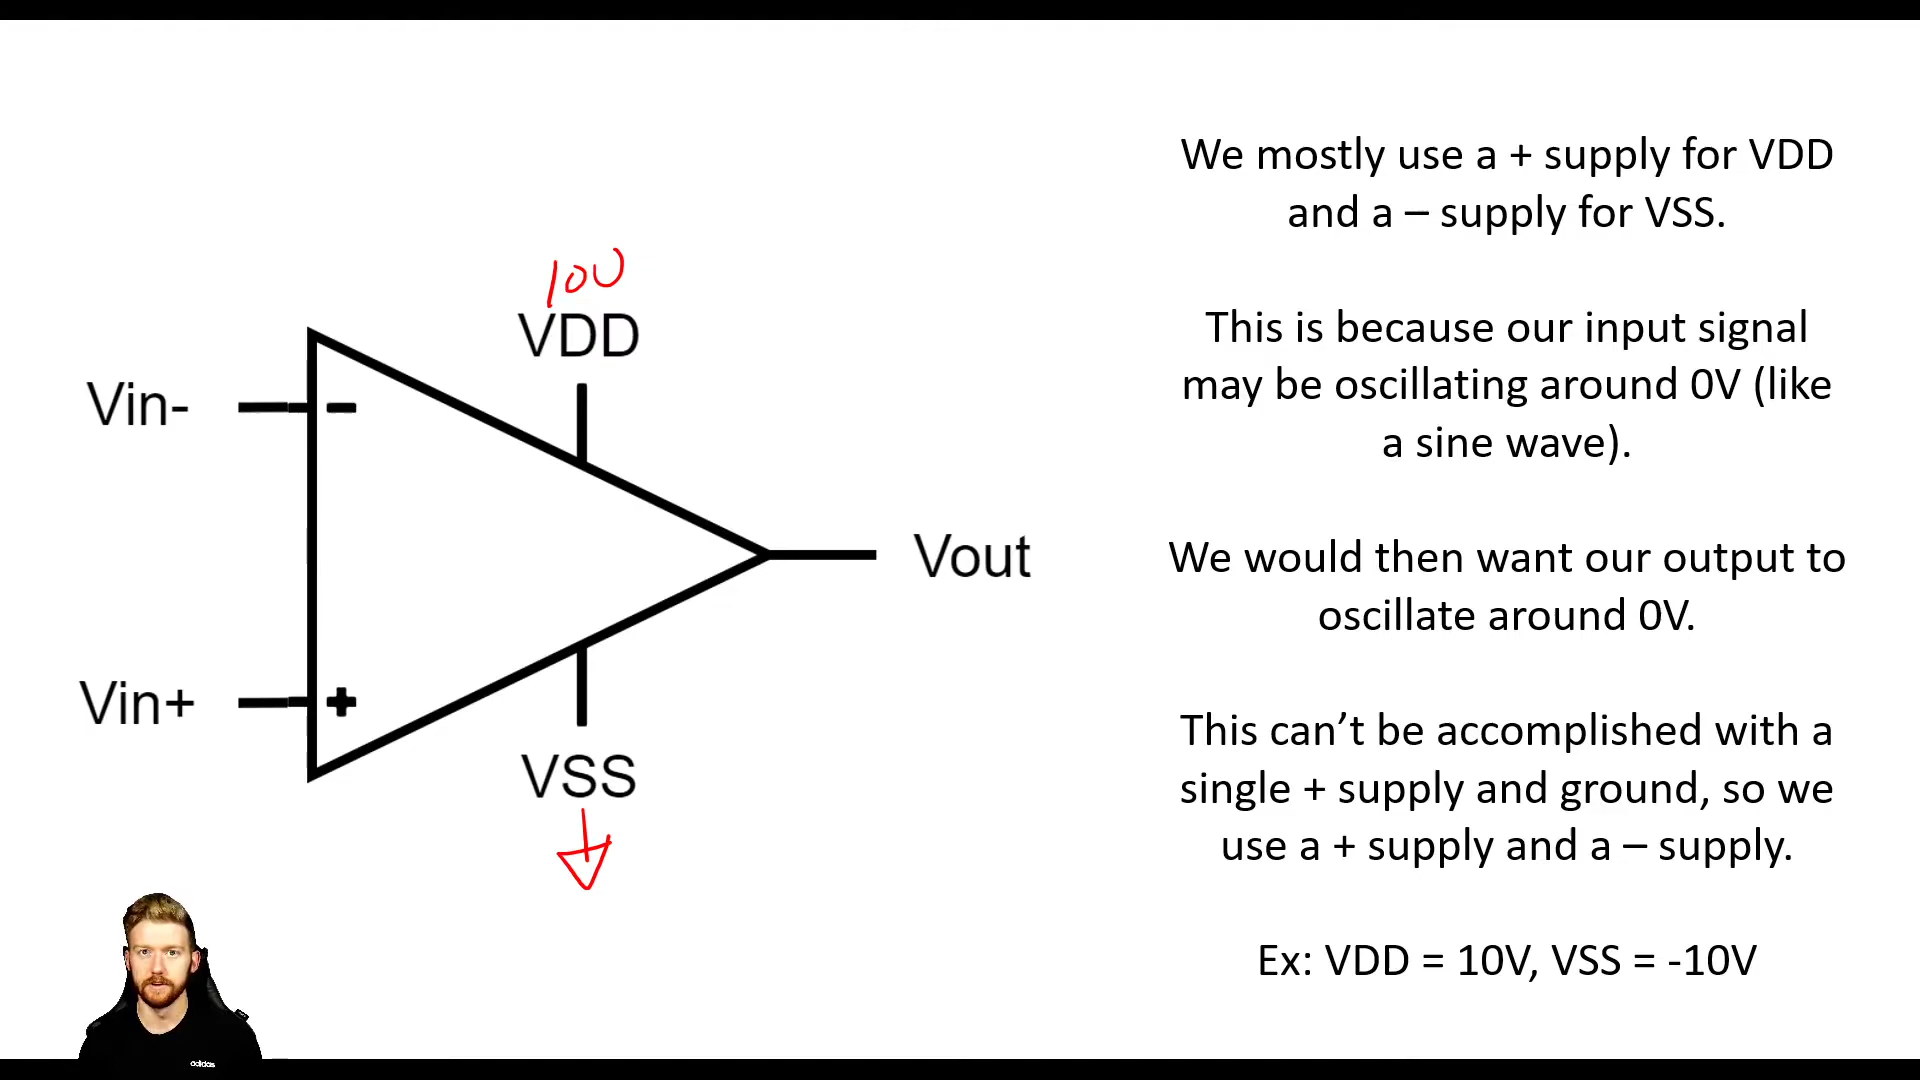 10V
VDD
Vin-
-
Vout
Vin+
+
VSS
We mostly use a + supply for VDD
and a – supply for VSS.
This is because our input signal
may be oscillating around 0V (like
a sine wave).
We would then want our output to
oscillate around 0V.
This can’t be accomplished with a
single + supply and ground, so we
use a + supply and a – supply.
Ex: VDD = 10V, VSS = -10V
adidas